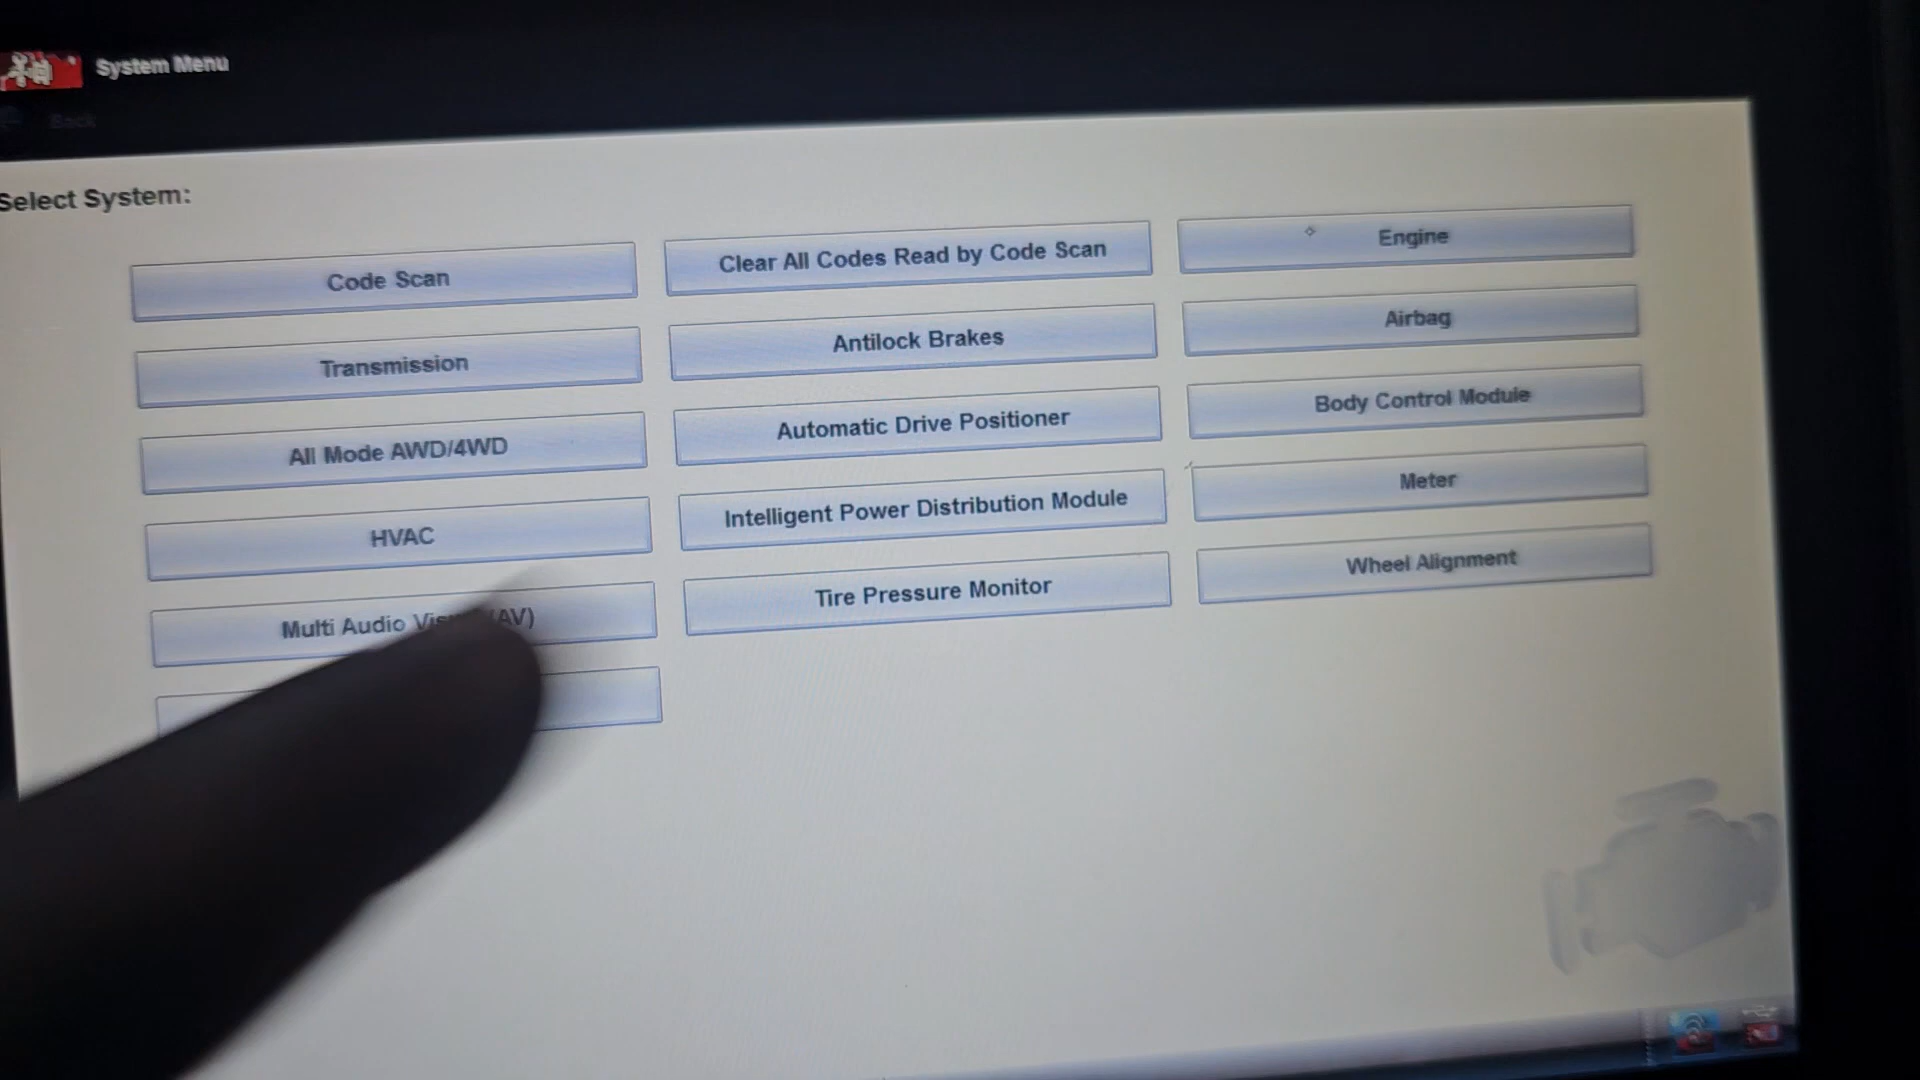 System Menu
Back
Select System:
Code Scan
Clear All Codes Read by Code Scan
Engine
Transmission
Antilock Brakes
Airbag
All Mode AWD/4WD
Automatic Drive Positioner
Body Control Module
HVAC
Intelligent Power Distribution Module
Meter
Multi Audio (AV)
Tire Pressure Monitor
Wheel Alignment